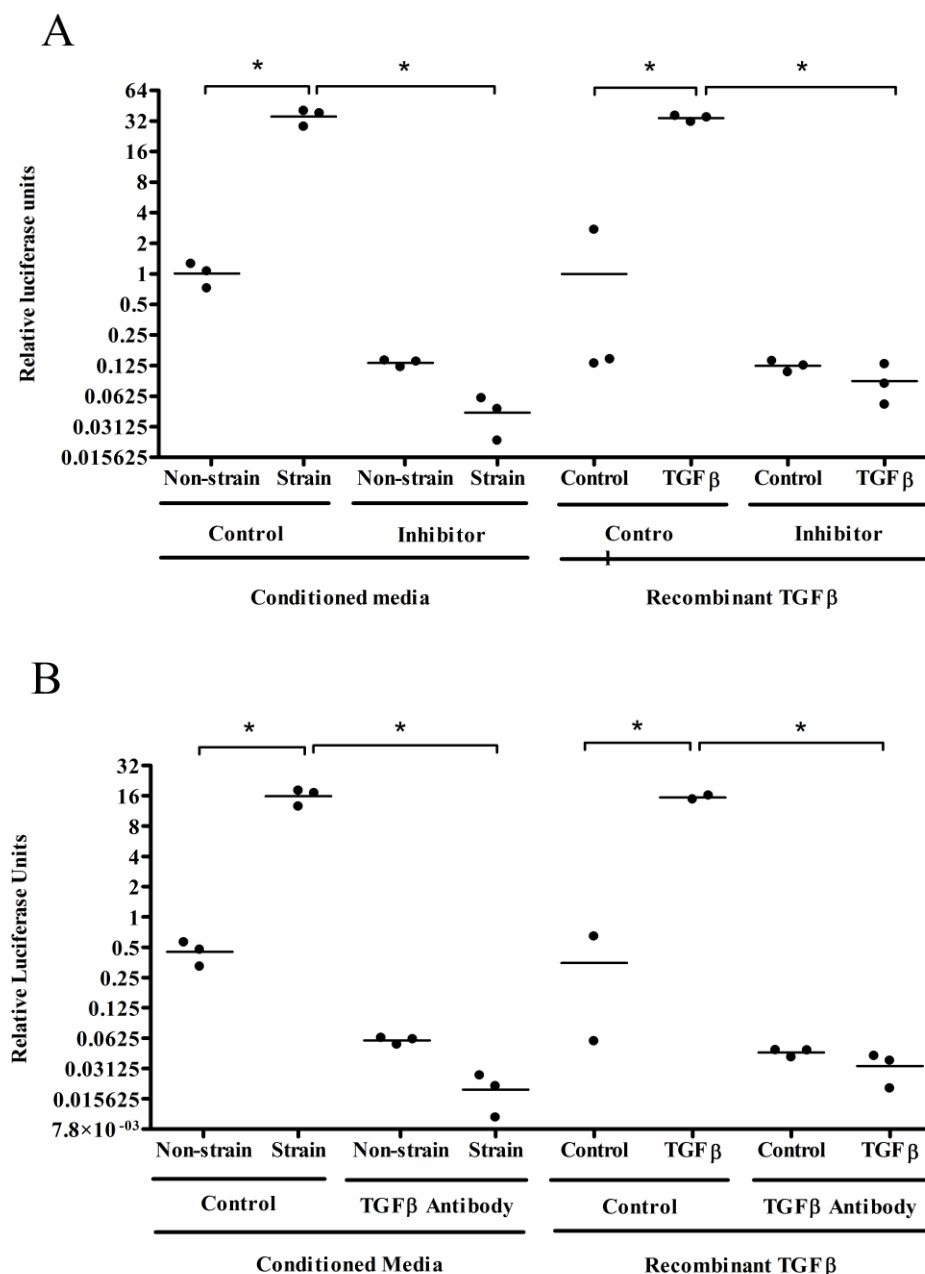 A
* * * *
64
32
16
8
4
2
1
0.5
0.25
0.125
0.0625
0.03125
0.015625
Relative luciferase units
Non-strain Strain Non-strain Strain Control TGFβ Control TGFβ
Control Inhibitor Contro Inhibitor
l
Conditioned media Recombinant TGFβ
B
* * * *
32
16
8
4
2
1
0.5
0.25
0.125
0.0625
0.03125
0.015625
7.8×10⁻⁰³
Relative Luciferase Units
Non-strain Strain Non-strain Strain Control TGFβ Control TGFβ
Control TGFβ Antibody Control TGFβ Antibody
Conditioned Media Recombinant TGFβ